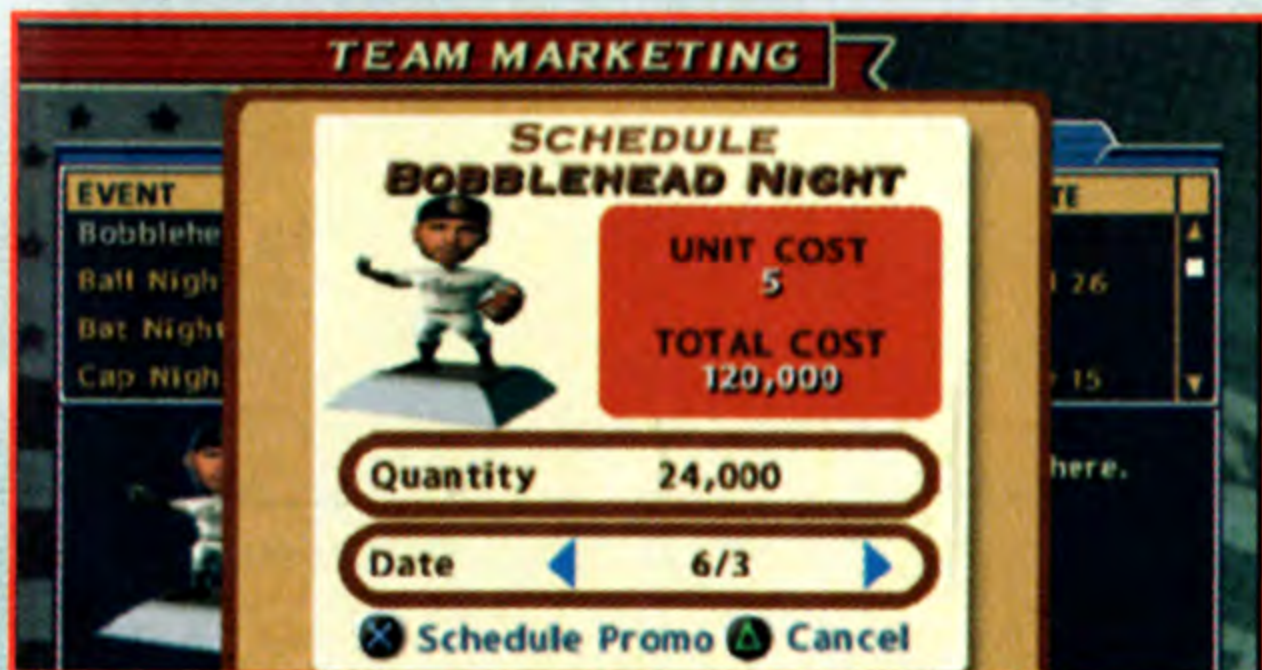 TEAM MARKETING
SCHEDULE
BOBBLEHEAD NIGHT
EVENT
TE
Bobblehe
UNIT COST
5
Ball Nigh
26
Bat Night
TOTAL COST
120,000
Cap Nigh
15
Quantity 24,000
here.
Date 6/3
Schedule Promo Cancel